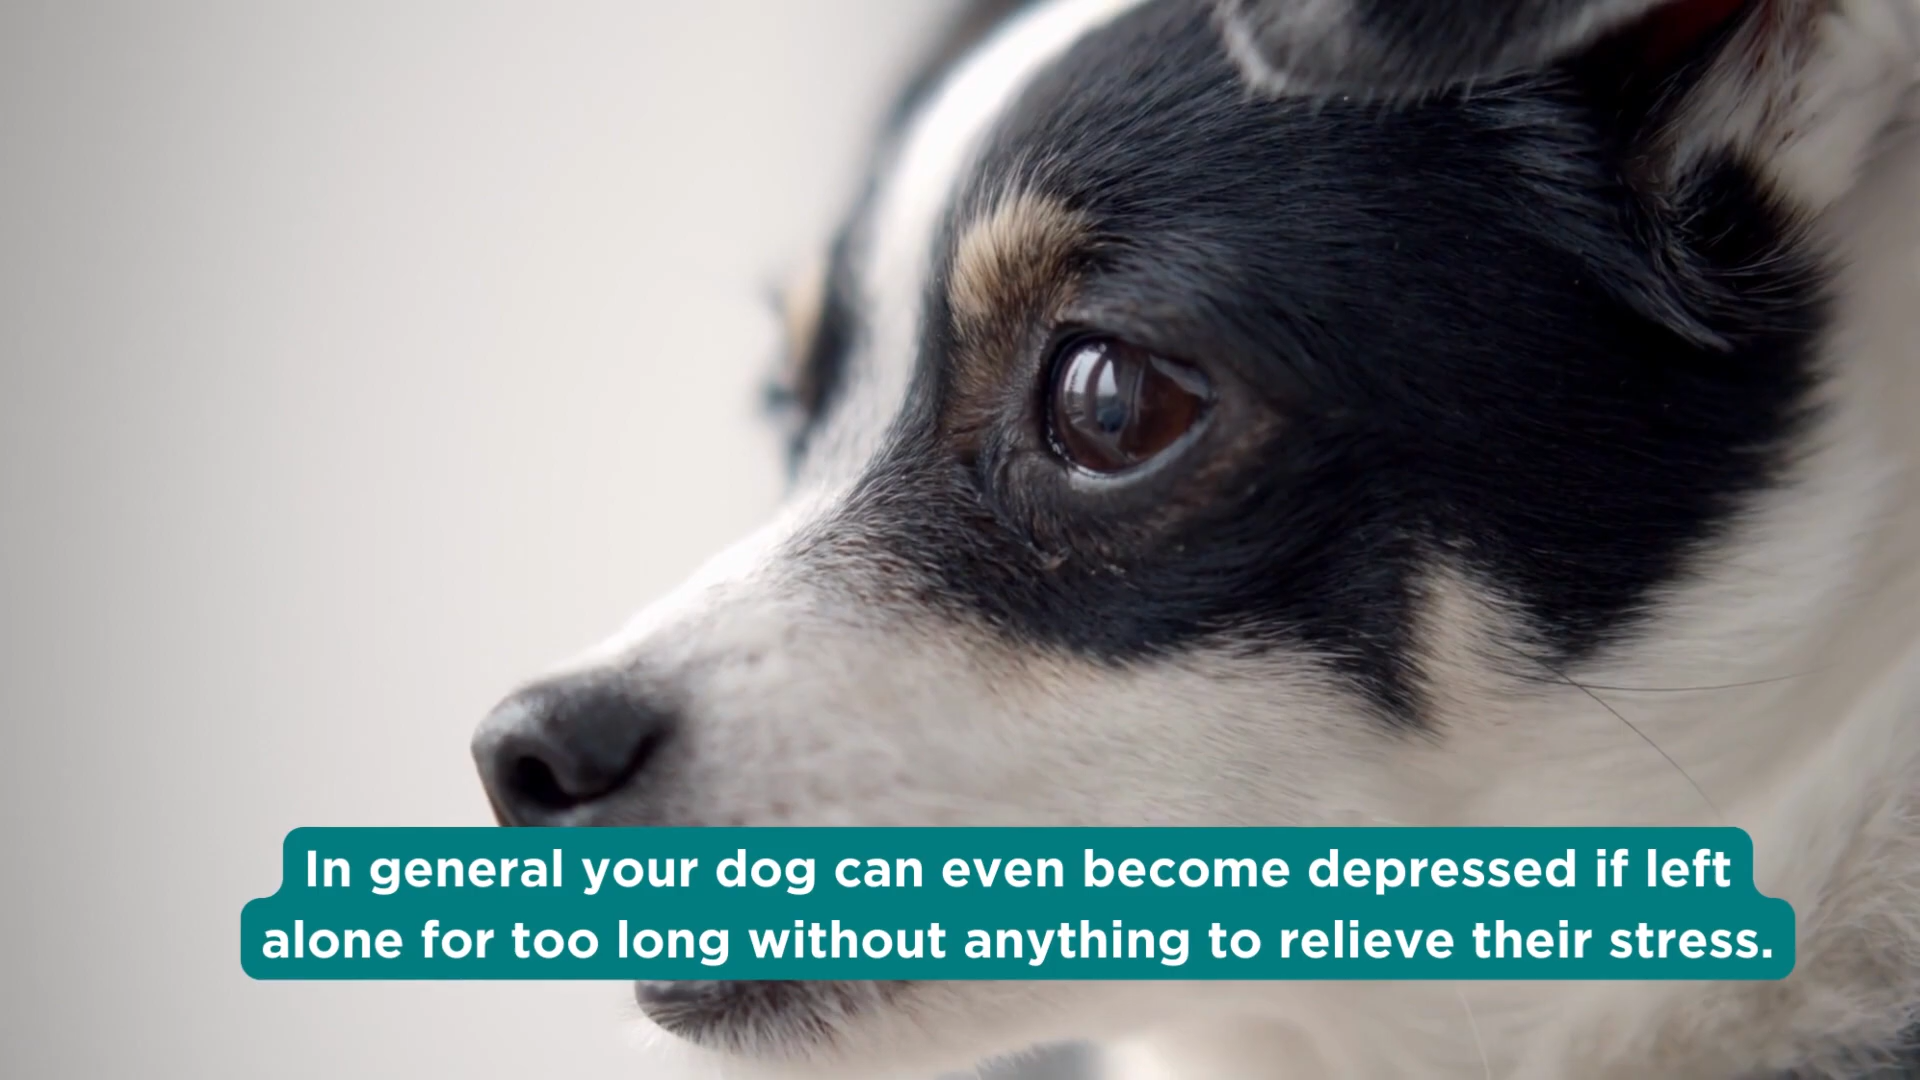 In general your dog can even become depressed if left
alone for too long without anything to relieve their stress.